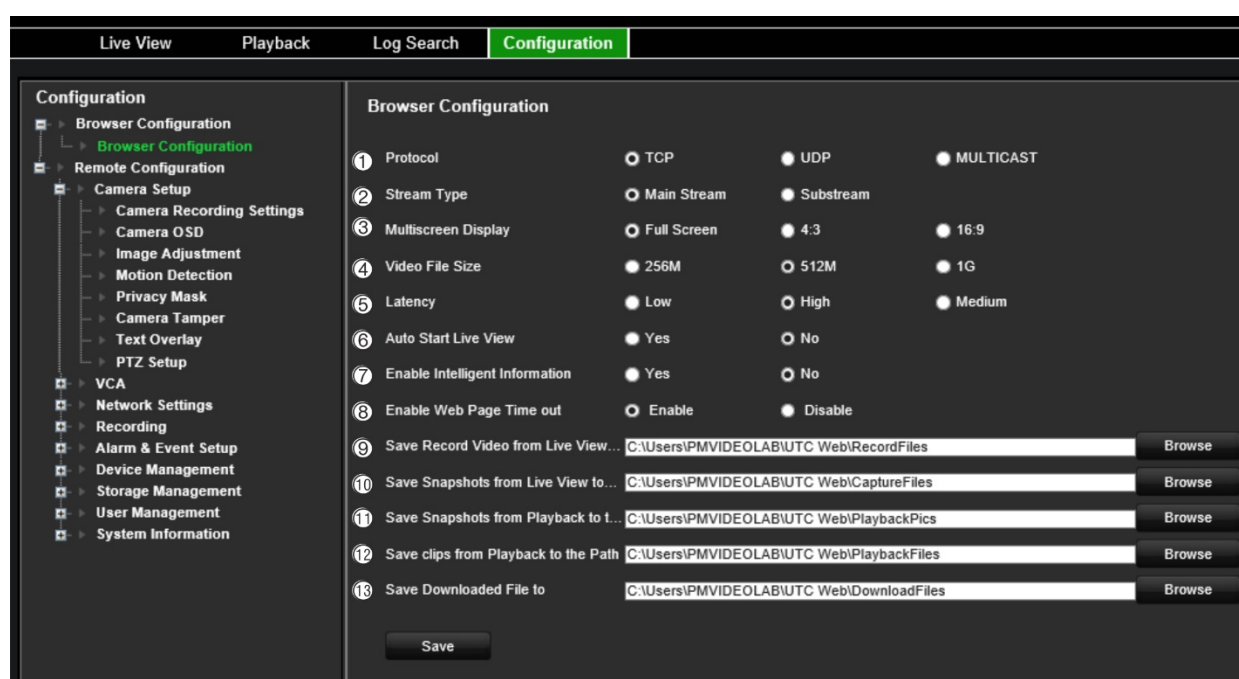 Live View Playback Log Search Configuration
Configuration
Browser Configuration
Browser Configuration
Remote Configuration
Camera Setup
Camera Recording Settings
Camera OSD
Image Adjustment
Motion Detection
Privacy Mask
Camera Tamper
Text Overlay
PTZ Setup
VCA
Network Settings
Recording
Alarm & Event Setup
Device Management
Storage Management
User Management
System Information
Browser Configuration
① Protocol TCP UDP MULTICAST
② Stream Type Main Stream Substream
③ Multiscreen Display Full Screen 4:3 16:9
④ Video File Size 256M 512M 1G
⑤ Latency Low High Medium
⑥ Auto Start Live View Yes No
⑦ Enable Intelligent Information Yes No
⑧ Enable Web Page Time out Enable Disable
⑨ Save Record Video from Live View... C:\Users\PMVIDEOLAB\UTC Web\RecordFiles Browse
⑩ Save Snapshots from Live View to... C:\Users\PMVIDEOLAB\UTC Web\CaptureFiles Browse
⑪ Save Snapshots from Playback to t... C:\Users\PMVIDEOLAB\UTC Web\PlaybackPics Browse
⑫ Save clips from Playback to the Path C:\Users\PMVIDEOLAB\UTC Web\PlaybackFiles Browse
⑬ Save Downloaded File to C:\Users\PMVIDEOLAB\UTC Web\DownloadFiles Browse
Save